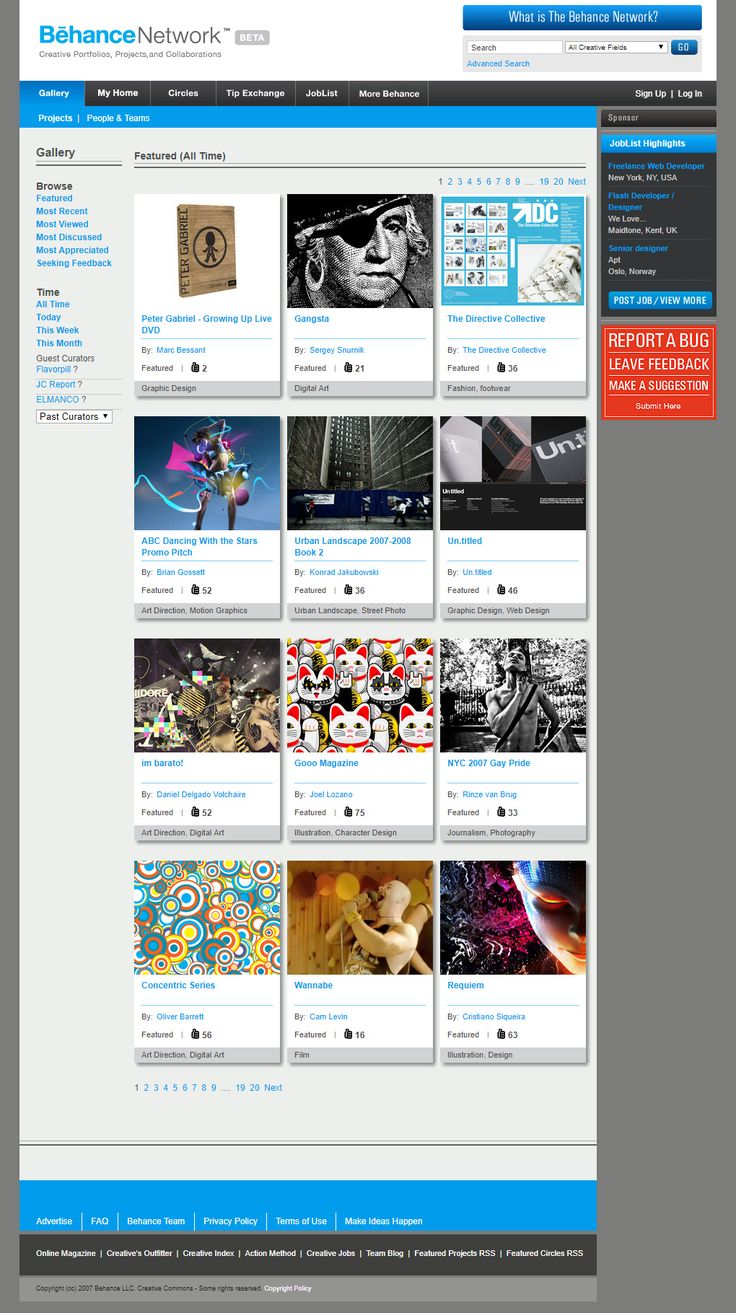 BēhanceNetwork™ BETA
Creative Portfolios, Projects,and Collaborations
What is The Behance Network?
Search
All Creative Fields
GO
Advanced Search
Gallery
My Home
Circles
Tip Exchange
JobList
More Behance
Sign Up | Log In
Projects | People & Teams
Gallery
Browse
Featured
Most Recent
Most Viewed
Most Discussed
Most Appreciated
Seeking Feedback
Time
All Time
Today
This Week
This Month
Guest Curators
Flavorpill ?
JC Report ?
ELMANCO ?
Past Curators
Featured (All Time)
1 2 3 4 5 6 7 8 9 .... 19 20 Next
PETER GABRIEL
Peter Gabriel - Growing Up Live
DVD
By: Marc Bessant
Featured | 2
Graphic Design
Gangsta
By: Sergey Snurnik
Featured | 21
Digital Art
DC
The Directive Collective
The Directive Collective
By: The Directive Collective
Featured | 36
Fashion, footwear
ABC Dancing With the Stars
Promo Pitch
By: Brian Gossett
Featured | 52
Art Direction, Motion Graphics
Urban Landscape 2007-2008
Book 2
By: Konrad Jakubowski
Featured | 36
Urban Landscape, Street Photo
Un.titled
Un.titled
Un.titled
By: Un.titled
Featured | 46
Graphic Design, Web Design
im barato!
By: Daniel Delgado Volchaire
Featured | 52
Art Direction, Digital Art
Gooo Magazine
By: Joel Lozano
Featured | 75
Illustration, Character Design
NYC 2007 Gay Pride
By: Rinze van Brug
Featured | 33
Journalism, Photography
Concentric Series
By: Oliver Barrett
Featured | 56
Art Direction, Digital Art
Wannabe
By: Cam Levin
Featured | 16
Film
Requiem
By: Cristiano Siqueira
Featured | 63
Illustration, Design
1 2 3 4 5 6 7 8 9 .... 19 20 Next
Sponsor
JobList Highlights
Freelance Web Developer
New York, NY, USA
Flash Developer /
Designer
We Love...
Maidtone, Kent, UK
Senior designer
Apt
Oslo, Norway
POST JOB / VIEW MORE
REPORT A BUG
LEAVE FEEDBACK
MAKE A SUGGESTION
Submit Here
Advertise | FAQ | Behance Team | Privacy Policy | Terms of Use | Make Ideas Happen
Online Magazine | Creative's Outfitter | Creative Index | Action Method | Creative Jobs | Team Blog | Featured Projects RSS | Featured Circles RSS
Copyright (cc) 2007 Behance LLC. Creative Commons - Some rights reserved. Copyright Policy